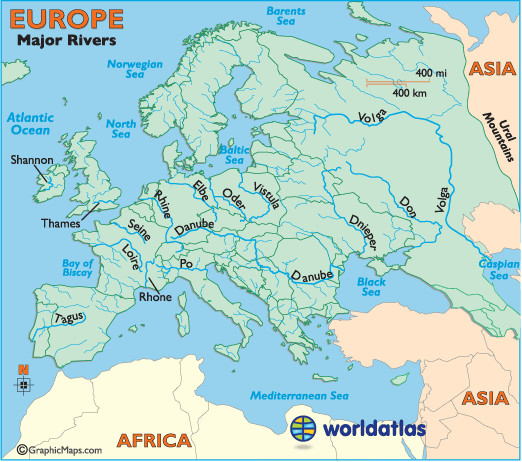 EUROPE
Major Rivers
Barents
Sea
Norwegian
Sea
400 mi
400 km
ASIA
Ural
Mountains
Atlantic
Ocean
North
Sea
Baltic
Sea
Volga
Shannon
Thames
Rhine
Elbe
Oder
Vistula
Don
Volga
Dnieper
Seine
Danube
Loire
Bay of
Biscay
Po
Rhone
Danube
Black
Sea
Caspian
Sea
Tagus
N
Mediterranean Sea
ASIA
AFRICA
worldatlas
©GraphicMaps.com